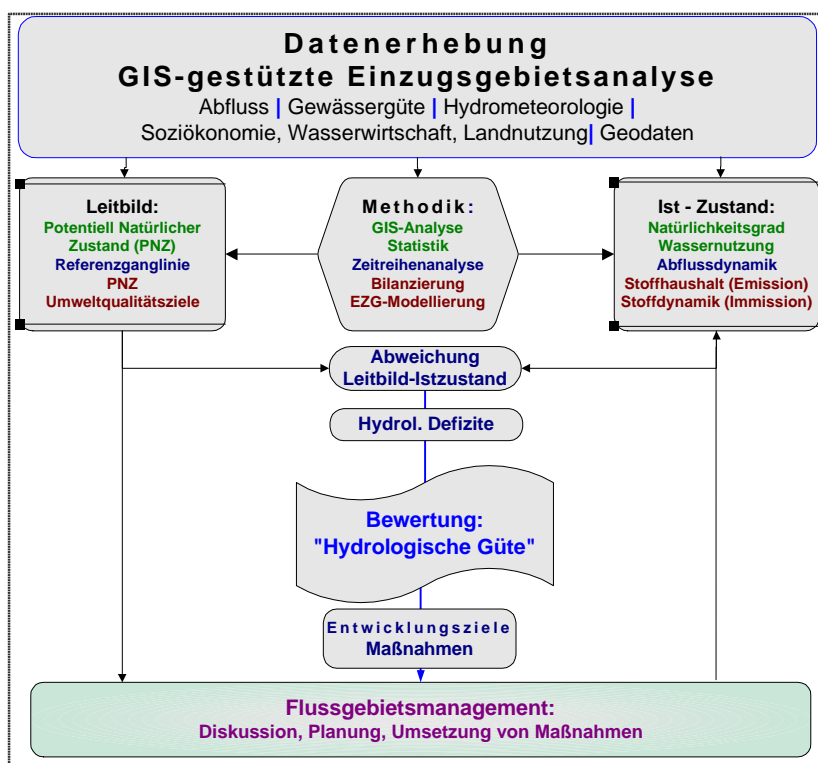 Datenerhebung
GIS-gestützte Einzugsgebietsanalyse
Abfluss | Gewässergüte | Hydrometeorologie |
Soziökonomie, Wasserwirtschaft, Landnutzung| Geodaten
Leitbild:
Potentiell Natürlicher
Zustand (PNZ)
Referenzganglinie
PNZ
Umweltqualitätsziele
Methodik:
GIS-Analyse
Statistik
Zeitreihenanalyse
Bilanzierung
EZG-Modellierung
Ist - Zustand:
Natürlichkeitsgrad
Wassernutzung
Abflussdynamik
Stoffhaushalt (Emission)
Stoffdynamik (Immission)
Abweichung
Leitbild-Istzustand
Hydrol. Defizite
Bewertung:
"Hydrologische Güte"
Entwicklungsziele
Maßnahmen
Flussgebietsmanagement:
Diskussion, Planung, Umsetzung von Maßnahmen